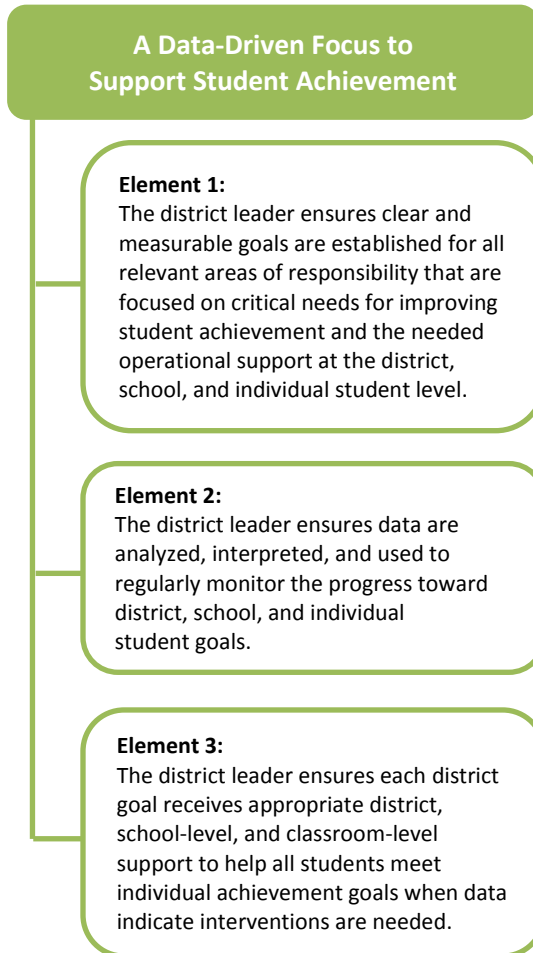 A Data-Driven Focus to
Support Student Achievement
Element 1:
The district leader ensures clear and
measurable goals are established for all
relevant areas of responsibility that are
focused on critical needs for improving
student achievement and the needed
operational support at the district,
school, and individual student level.
Element 2:
The district leader ensures data are
analyzed, interpreted, and used to
regularly monitor the progress toward
district, school, and individual
student goals.
Element 3:
The district leader ensures each district
goal receives appropriate district,
school-level, and classroom-level
support to help all students meet
individual achievement goals when data
indicate interventions are needed.